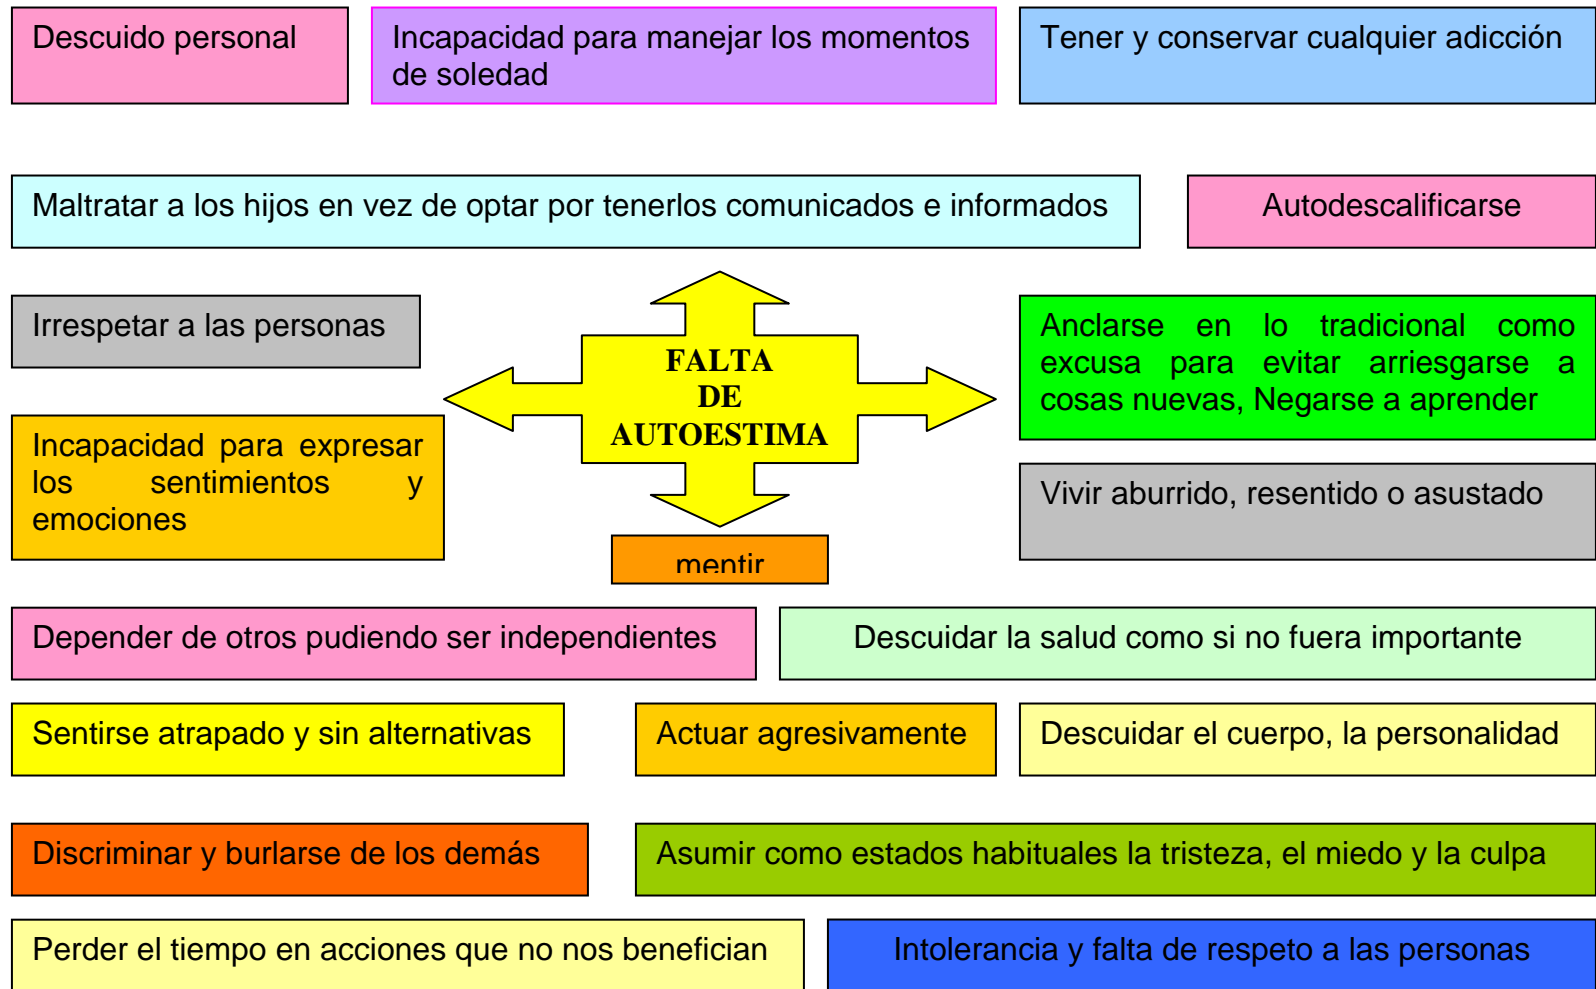 Descuido personal
Incapacidad para manejar los momentos
de soledad
Tener y conservar cualquier adicción
Maltratar a los hijos en vez de optar por tenerlos comunicados e informados
Autodescalificarse
Irrespetar a las personas
FALTA
DE
AUTOESTIMA
Anclarse en lo tradicional como
excusa para evitar arriesgarse a
cosas nuevas, Negarse a aprender
Incapacidad para expresar
los sentimientos y
emociones
Vivir aburrido, resentido o asustado
mentir
Depender de otros pudiendo ser independientes
Descuidar la salud como si no fuera importante
Sentirse atrapado y sin alternativas
Actuar agresivamente
Descuidar el cuerpo, la personalidad
Discriminar y burlarse de los demás
Asumir como estados habituales la tristeza, el miedo y la culpa
Perder el tiempo en acciones que no nos benefician
Intolerancia y falta de respeto a las personas